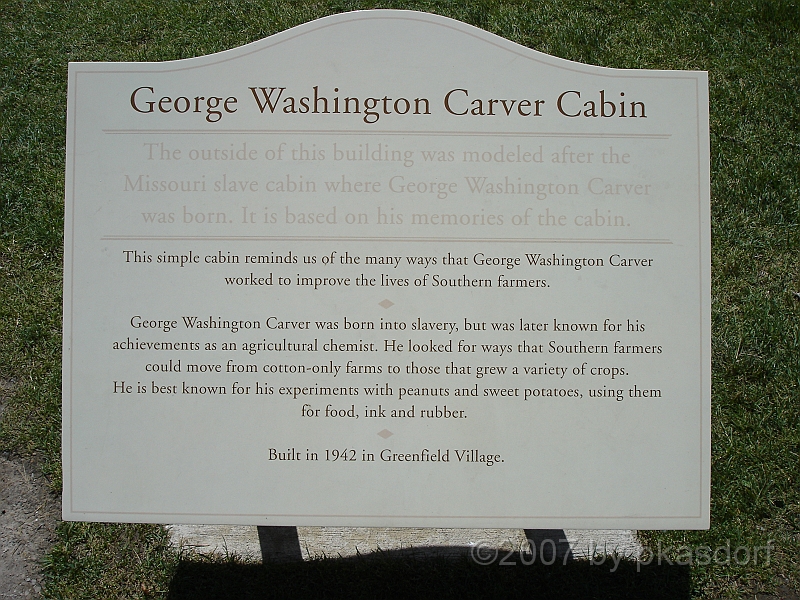 George Washington Carver Cabin
The outside of this building was modeled after the
Missouri slave cabin where George Washington Carver
was born. It is based on his memories of the cabin.
This simple cabin reminds us of the many ways that George Washington Carver
worked to improve the lives of Southern farmers.
George Washington Carver was born into slavery, but was later known for his
achievements as an agricultural chemist. He looked for ways that Southern farmers
could move from cotton-only farms to those that grew a variety of crops.
He is best known for his experiments with peanuts and sweet potatoes, using them
for food, ink and rubber.
Built in 1942 in Greenfield Village.
©2007 by pkasdorf